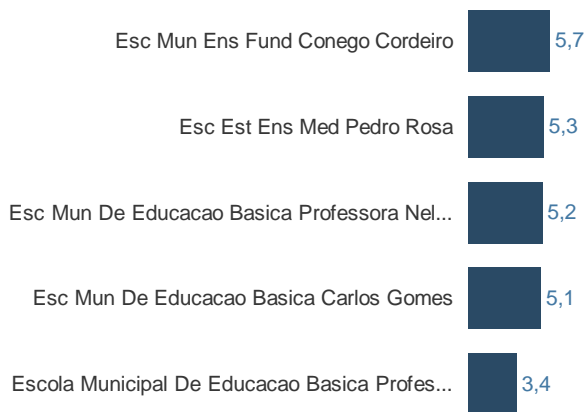 Esc Mun Ens Fund Conego Cordeiro 5,7
Esc Est Ens Med Pedro Rosa 5,3
Esc Mun De Educacao Basica Professora Nel... 5,2
Esc Mun De Educacao Basica Carlos Gomes 5,1
Escola Municipal De Educacao Basica Profes... 3,4